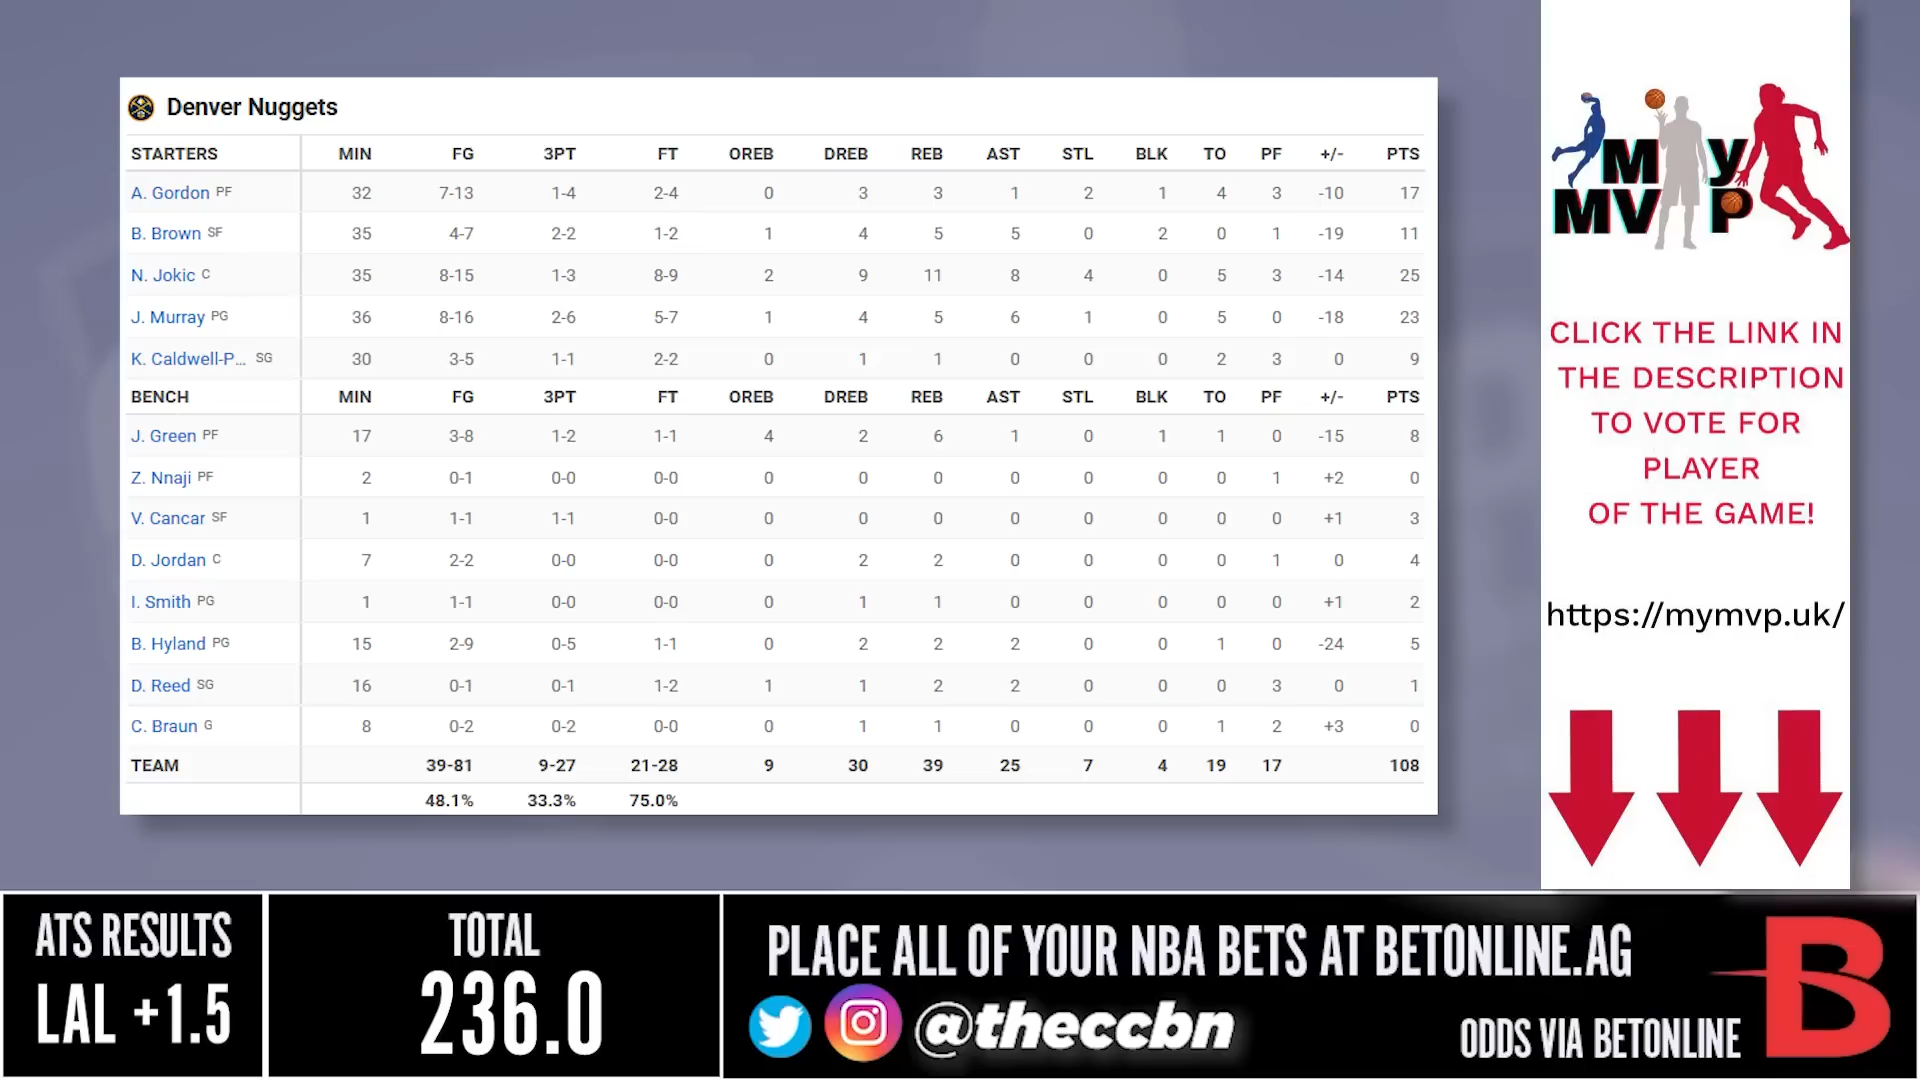 Denver Nuggets
STARTERS MIN FG 3PT FT OREB DREB REB AST STL BLK TO PF +/- PTS
A. Gordon PF 32 7-13 1-4 2-4 0 3 3 1 2 1 4 3 -10 17
B. Brown SF 35 4-7 2-2 1-2 1 4 5 5 0 2 0 1 -19 11
N. Jokic C 35 8-15 1-3 8-9 2 9 11 8 4 0 5 3 -14 25
J. Murray PG 36 8-16 2-6 5-7 1 4 5 6 1 0 5 0 -18 23
K. Caldwell-P... SG 30 3-5 1-1 2-2 0 1 1 0 0 0 2 3 0 9
BENCH MIN FG 3PT FT OREB DREB REB AST STL BLK TO PF +/- PTS
J. Green PF 17 3-8 1-2 1-1 4 2 6 1 0 1 1 0 -15 8
Z. Nnaji PF 2 0-1 0-0 0-0 0 0 0 0 0 0 0 1 +2 0
V. Cancar SF 1 1-1 1-1 0-0 0 0 0 0 0 0 0 0 +1 3
D. Jordan C 7 2-2 0-0 0-0 0 2 2 0 0 0 0 1 0 4
I. Smith PG 1 1-1 0-0 0-0 0 1 1 0 0 0 0 0 +1 2
B. Hyland PG 15 2-9 0-5 1-1 0 2 2 2 0 0 1 0 -24 5
D. Reed SG 16 0-1 0-1 1-2 1 1 2 2 0 0 0 3 0 1
C. Braun G 8 0-2 0-2 0-0 0 1 1 0 0 0 1 2 +3 0
TEAM 39-81 9-27 21-28 9 30 39 25 7 4 19 17 108
48.1% 33.3% 75.0%
My
MVP
CLICK THE LINK IN
THE DESCRIPTION
TO VOTE FOR
PLAYER
OF THE GAME!
https://mymvp.uk/
ATS RESULTS
LAL +1.5
TOTAL
236.0
PLACE ALL OF YOUR NBA BETS AT BETONLINE.AG
@theccbn
ODDS VIA BETONLINE
B